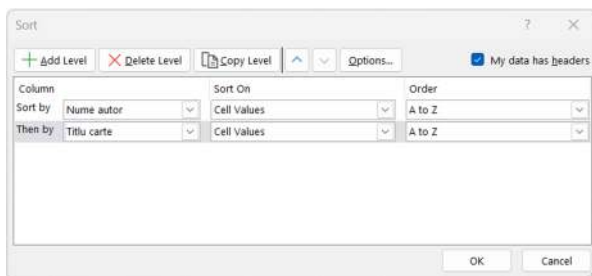 Sort ?
Add Level Delete Level Copy Level Options... My data has headers
Column Sort On Order
Sort by Nume autor Cell Values A to Z
Then by Titlu carte Cell Values A to Z
OK Cancel